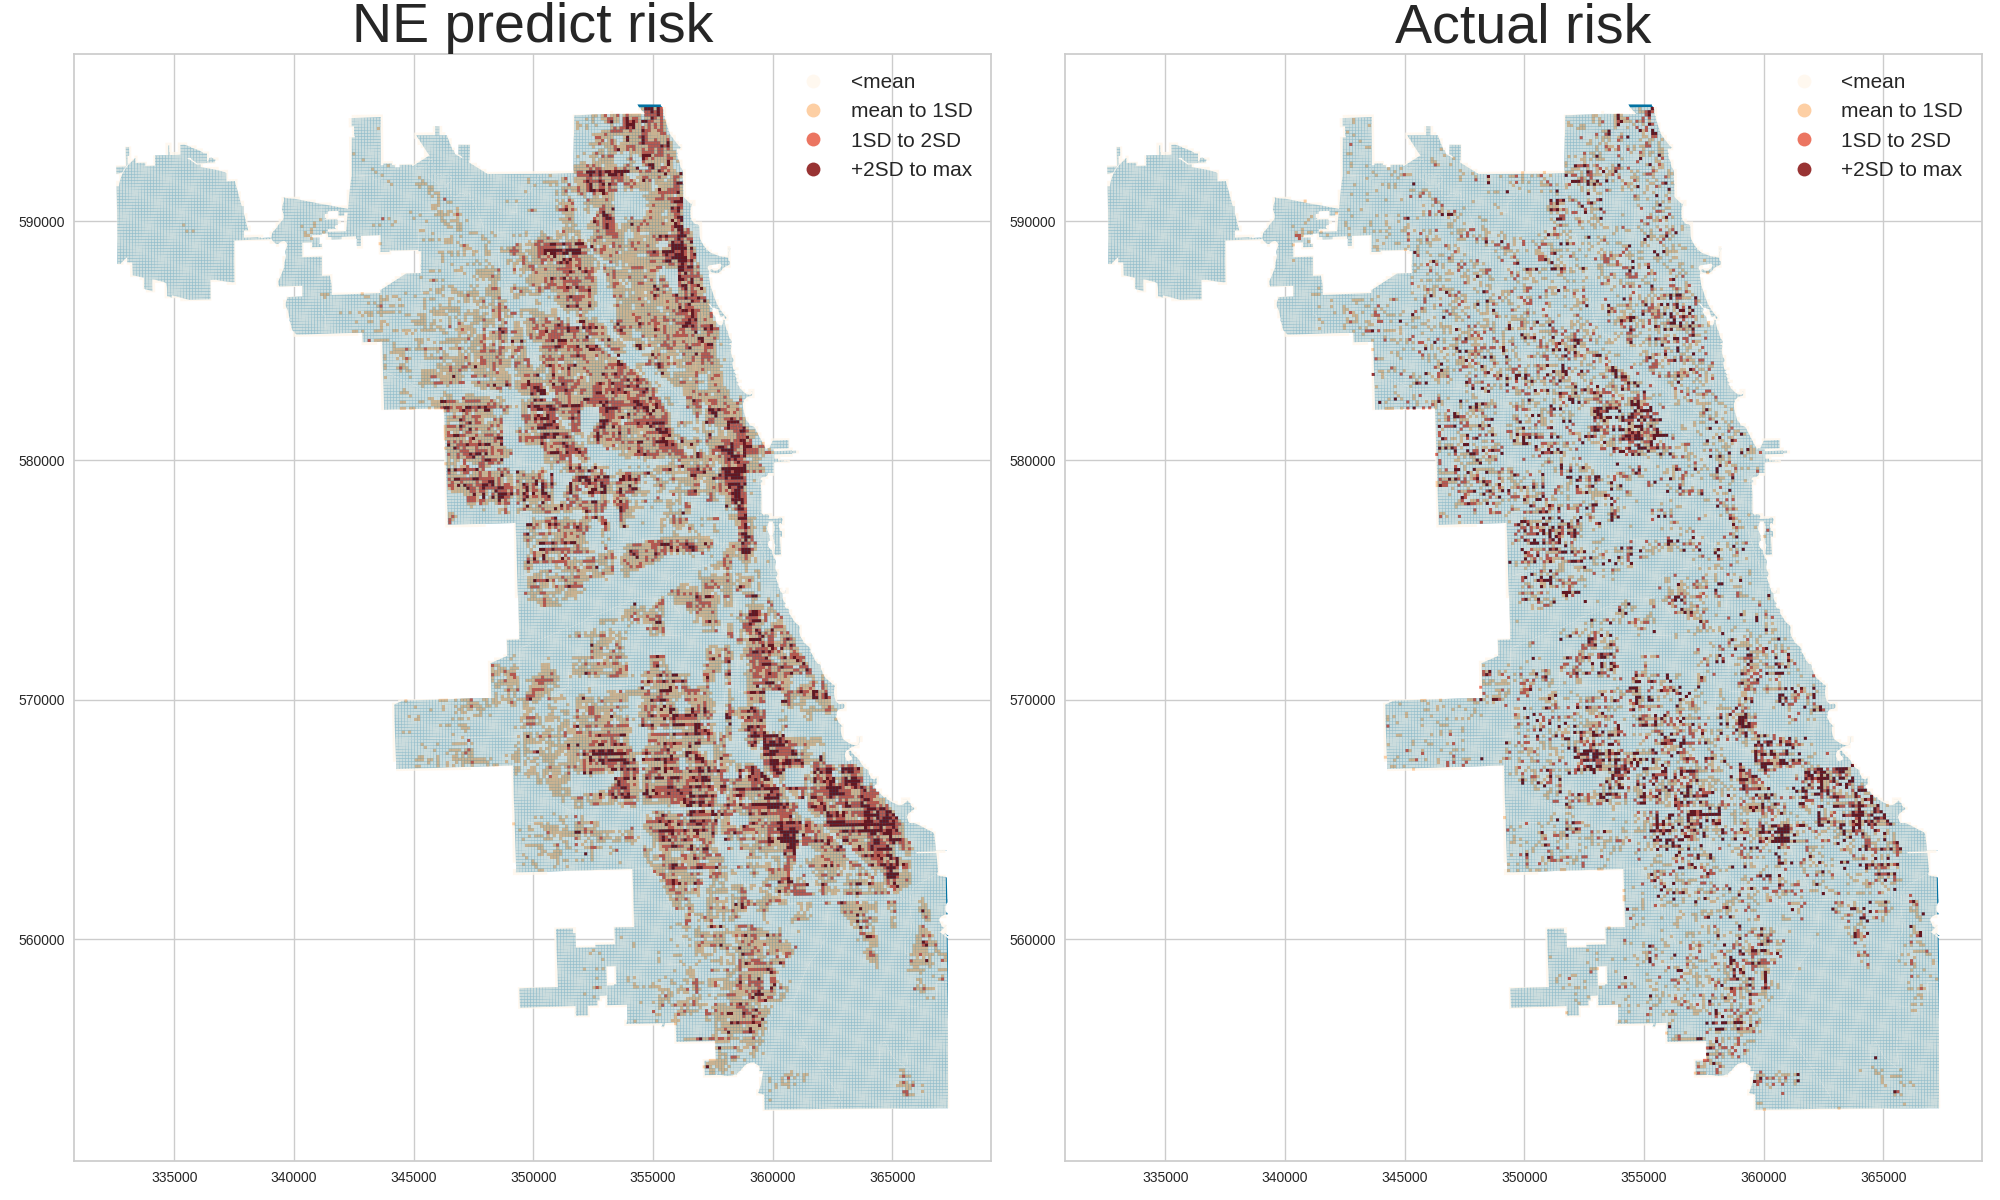 NE predict risk
<mean
mean to 1SD
1SD to 2SD
+2SD to max
590000
580000
570000
560000
335000 340000 345000 350000 355000 360000 365000
Actual risk
<mean
mean to 1SD
1SD to 2SD
+2SD to max
590000
580000
570000
560000
335000 340000 345000 350000 355000 360000 365000